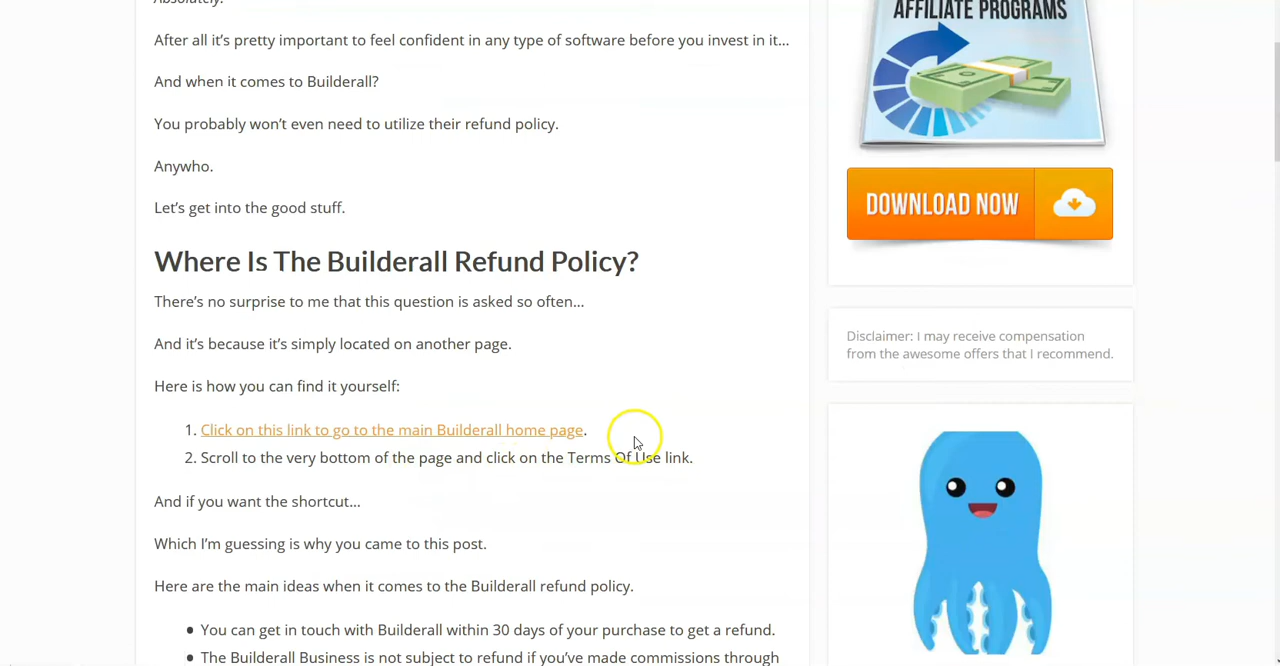 Absolutely.
After all it's pretty important to feel confident in any type of software before you invest in it...
And when it comes to Builderall?
You probably won't even need to utilize their refund policy.
Anywho.
Let's get into the good stuff.
Where Is The Builderall Refund Policy?
There's no surprise to me that this question is asked so often...
And it's because it's simply located on another page.
Here is how you can find it yourself:
1. Click on this link to go to the main Builderall home page.
2. Scroll to the very bottom of the page and click on the Terms Of Use link.
And if you want the shortcut...
Which I'm guessing is why you came to this post.
Here are the main ideas when it comes to the Builderall refund policy.
● You can get in touch with Builderall within 30 days of your purchase to get a refund.
● The Builderall Business is not subject to refund if you've made commissions through
AFFILIATE PROGRAMS
DOWNLOAD NOW
Disclaimer: I may receive compensation
from the awesome offers that I recommend.